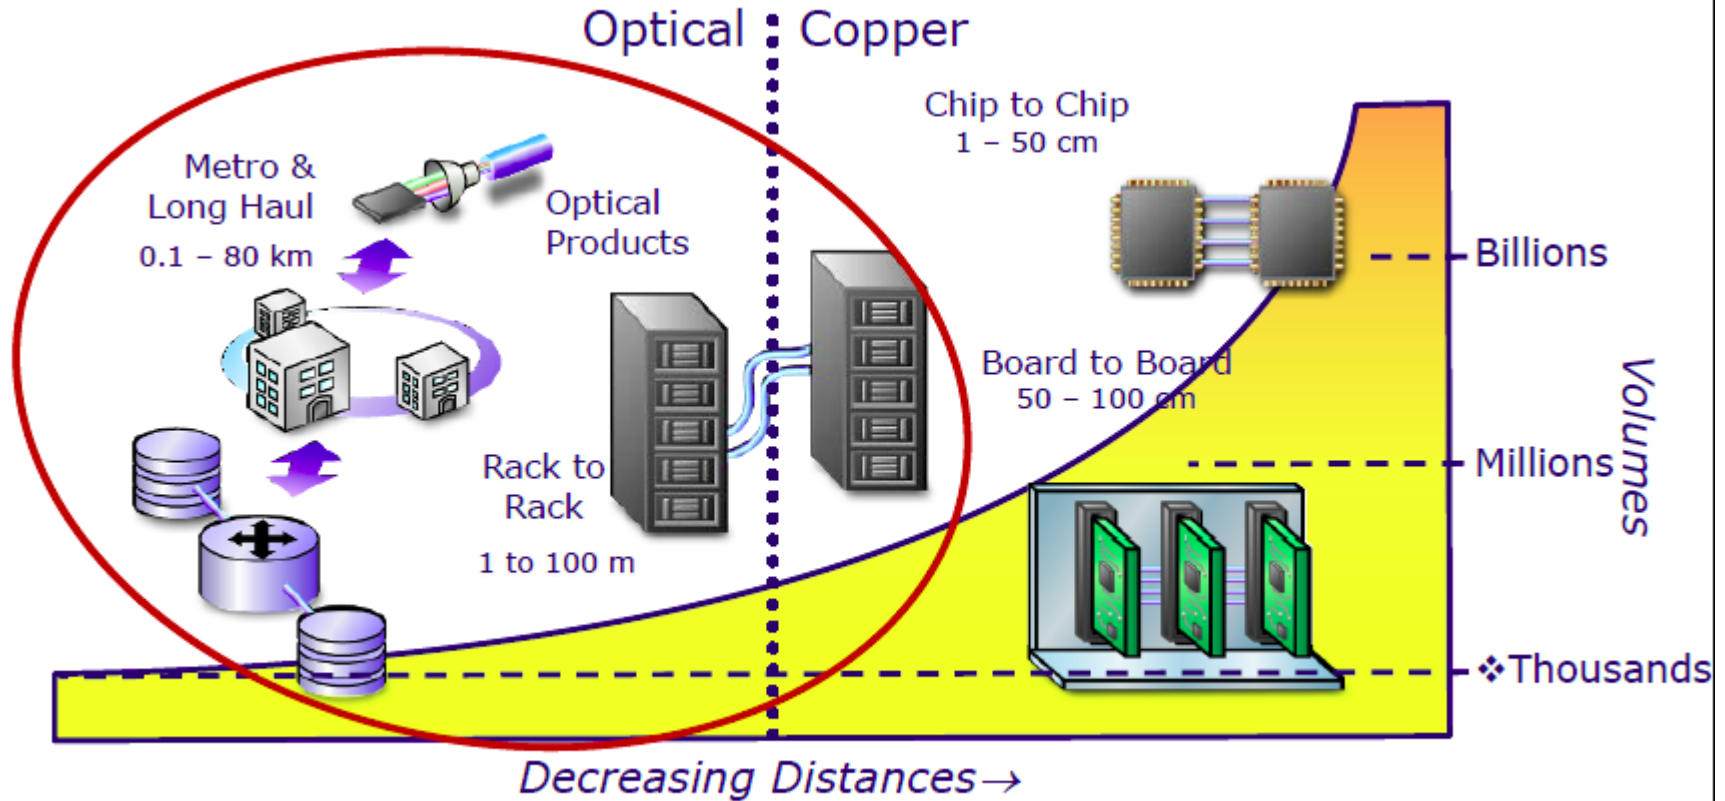 Optical
Copper
Chip to Chip
1 – 50 cm
Metro &
Long Haul
0.1 – 80 km
Optical
Products
Billions
Board to Board
50 – 100 cm
Volumes
Rack to
Rack
1 to 100 m
Millions
❖Thousands
Decreasing Distances→